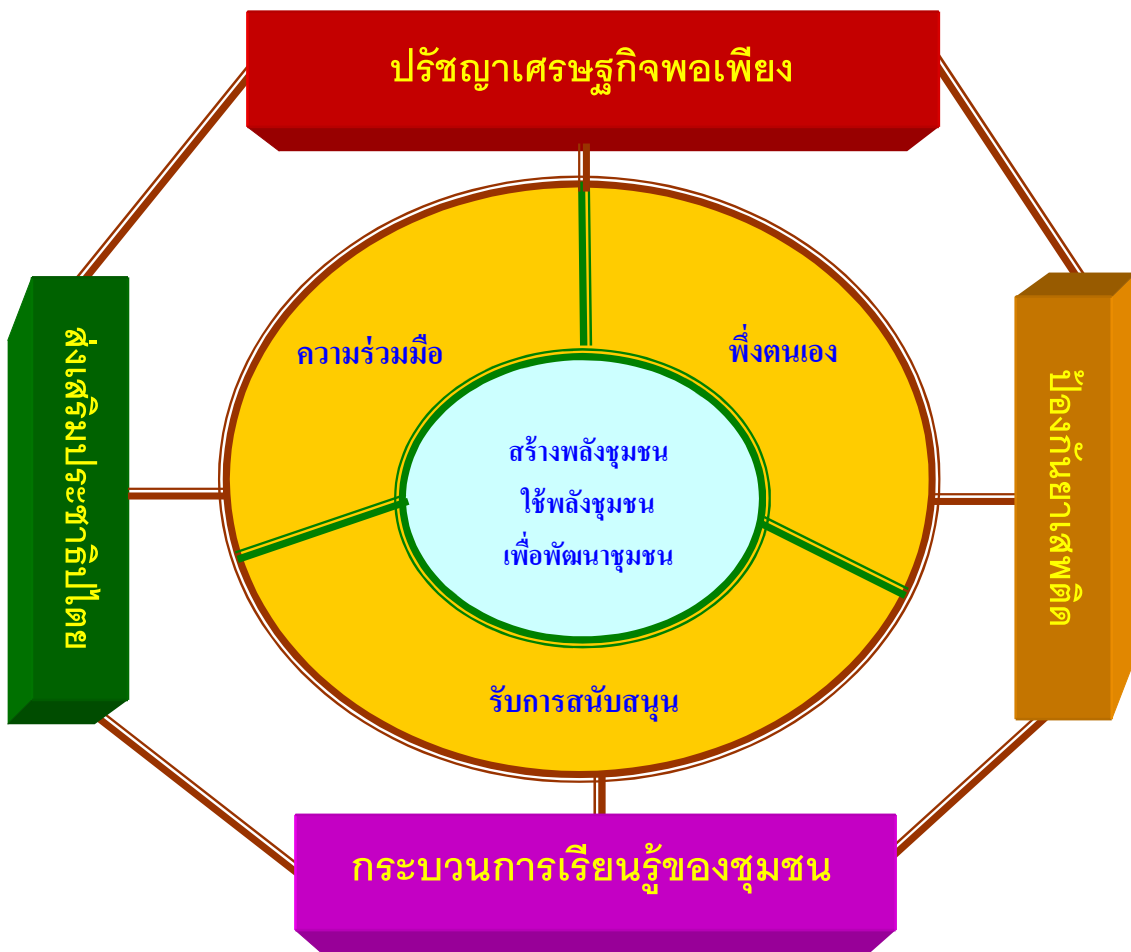 ปรัชญาเศรษฐกิจพอเพียง
ส่งเสริมประชาธิปไตย
ความร่วมมือ
พึ่งตนเอง
ป้องกันยาเสพติด
สร้างพลังชุมชน
ใช้พลังชุมชน
เพื่อพัฒนาชุมชน
รับการสนับสนุน
กระบวนการเรียนรู้ของชุมชน